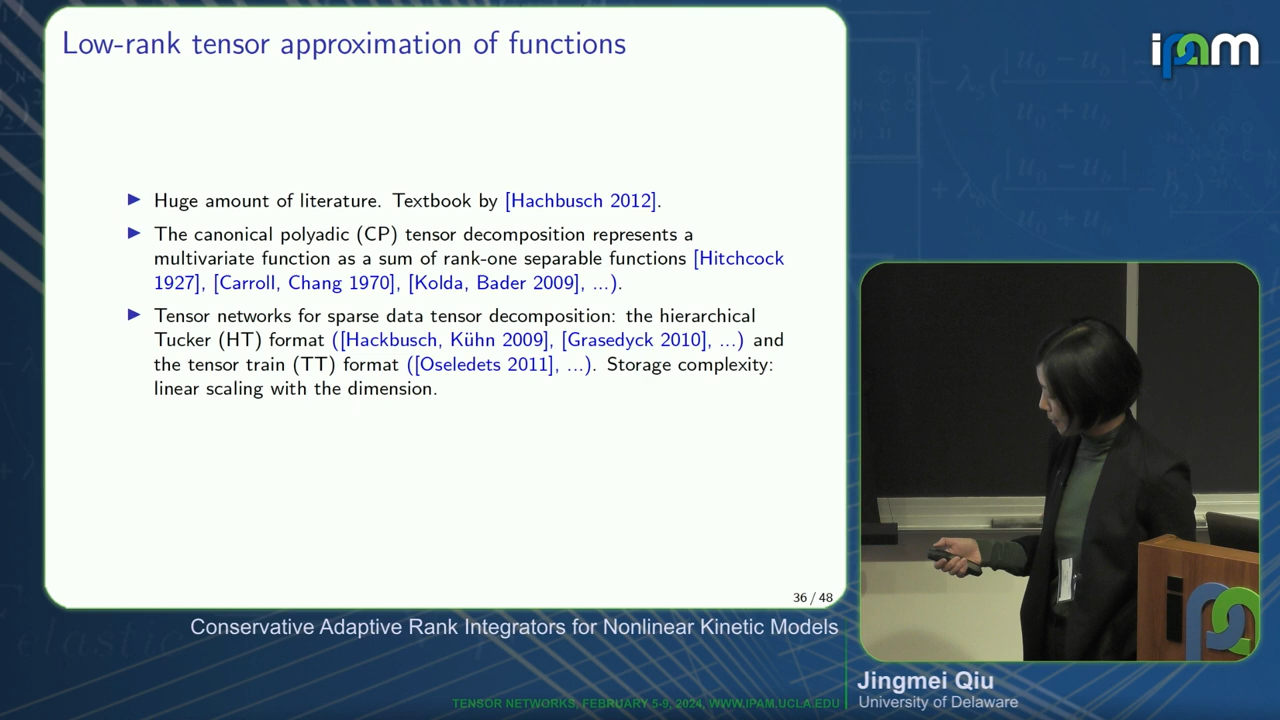 Low-rank tensor approximation of functions
ipam
▶ Huge amount of literature. Textbook by [Hachbusch 2012].
▶ The canonical polyadic (CP) tensor decomposition represents a
multivariate function as a sum of rank-one separable functions [Hitchcock
1927], [Carroll, Chang 1970], [Kolda, Bader 2009], ...).
▶ Tensor networks for sparse data tensor decomposition: the hierarchical
Tucker (HT) format ([Hackbusch, Kühn 2009], [Grasedyck 2010], ...) and
the tensor train (TT) format ([Oseledets 2011], ...). Storage complexity:
linear scaling with the dimension.
36 / 48
Conservative Adaptive Rank Integrators for Nonlinear Kinetic Models
Jingmei Qiu
University of Delaware
TENSOR NETWORKS, FEBRUARY 5-9, 2024, WWW.IPAM.UCLA.EDU